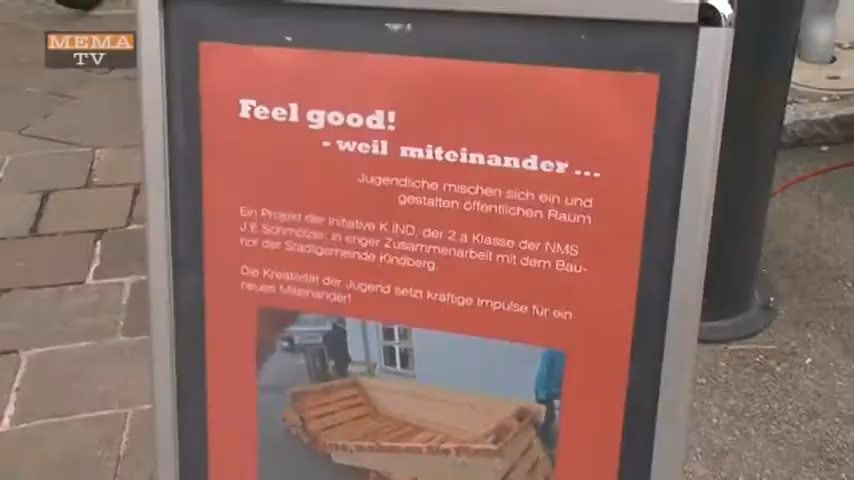 MEMA
TV
Feel good!
- weil miteinander...
Jugendliche mischen sich ein und
gestalten öffentlichen Raum
Ein Projekt der Initiative K.IND, der 2.a Klasse der NMS
J.E.Schmölzer in enger Zusammenarbeit mit dem Bau-
hof der Stadtgemeinde Kindberg.
Die Kreativität der Jugend setzt kräftige Impulse für ein
neues Miteinander!